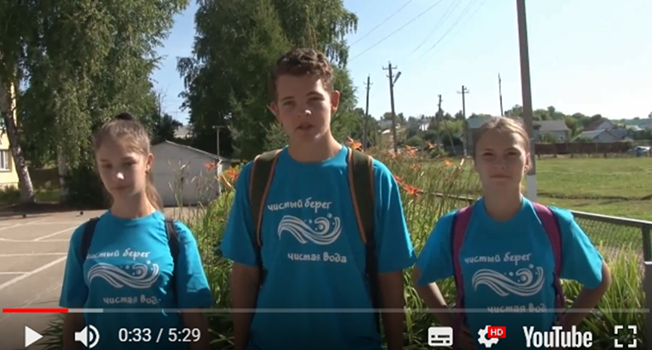 чистый берег
чистая вода
чистый берег
чистая вода
чистый берег
чистая вода
0:33 / 5:29
HD
YouTube